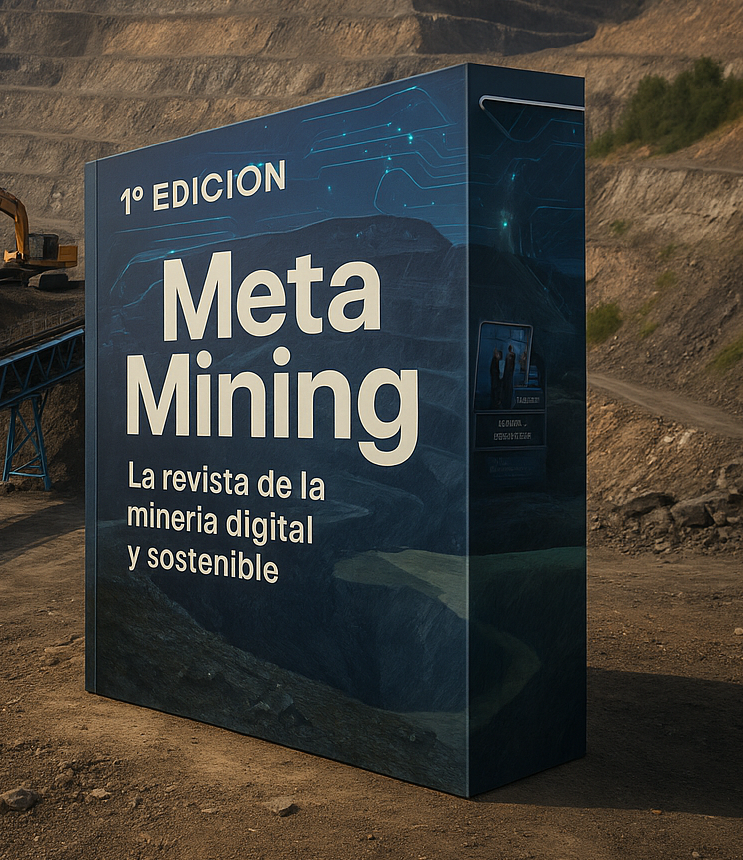 1º EDICION
Meta
Mining
La revista de la
mineria digital
y sostenible